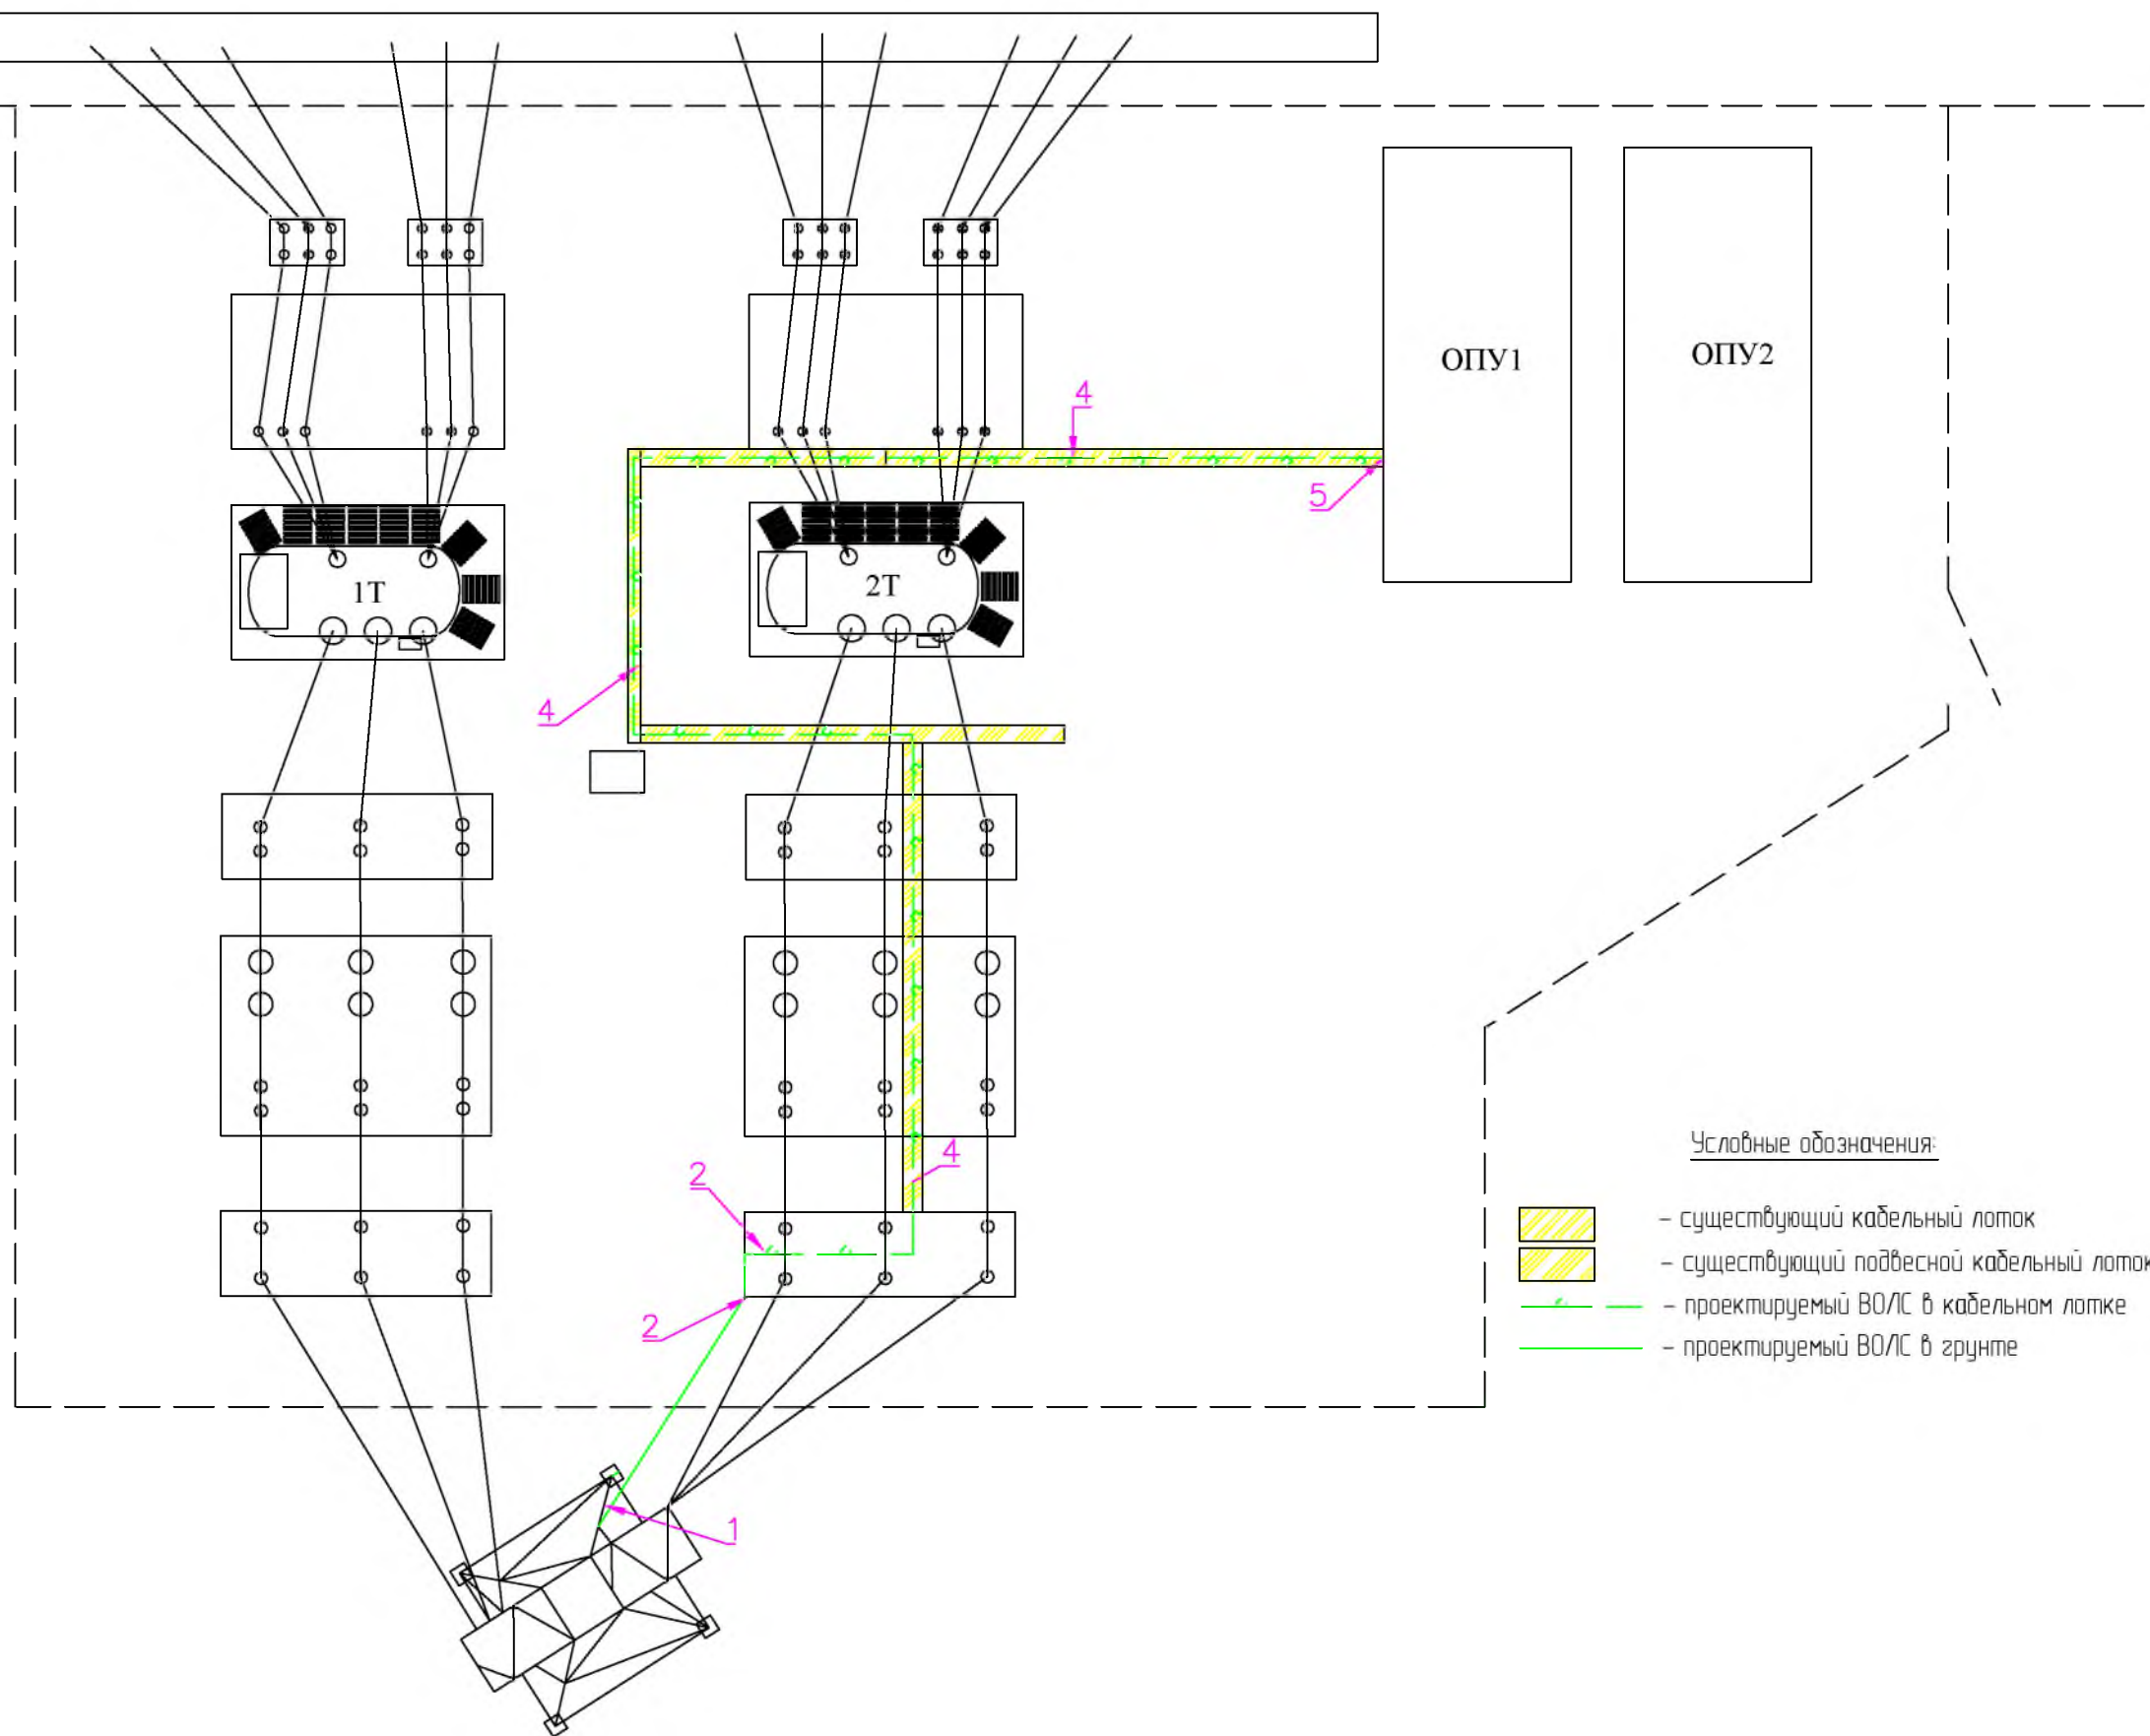 ОПУ1
ОПУ2
4
5
1Т
2Т
4
4
2
2
1
Условные обозначения:
- существующий кабельный лоток
- существующий подвесной кабельный лоток
- проектируемый ВОЛС в кабельном лотке
- проектируемый ВОЛС в грунте